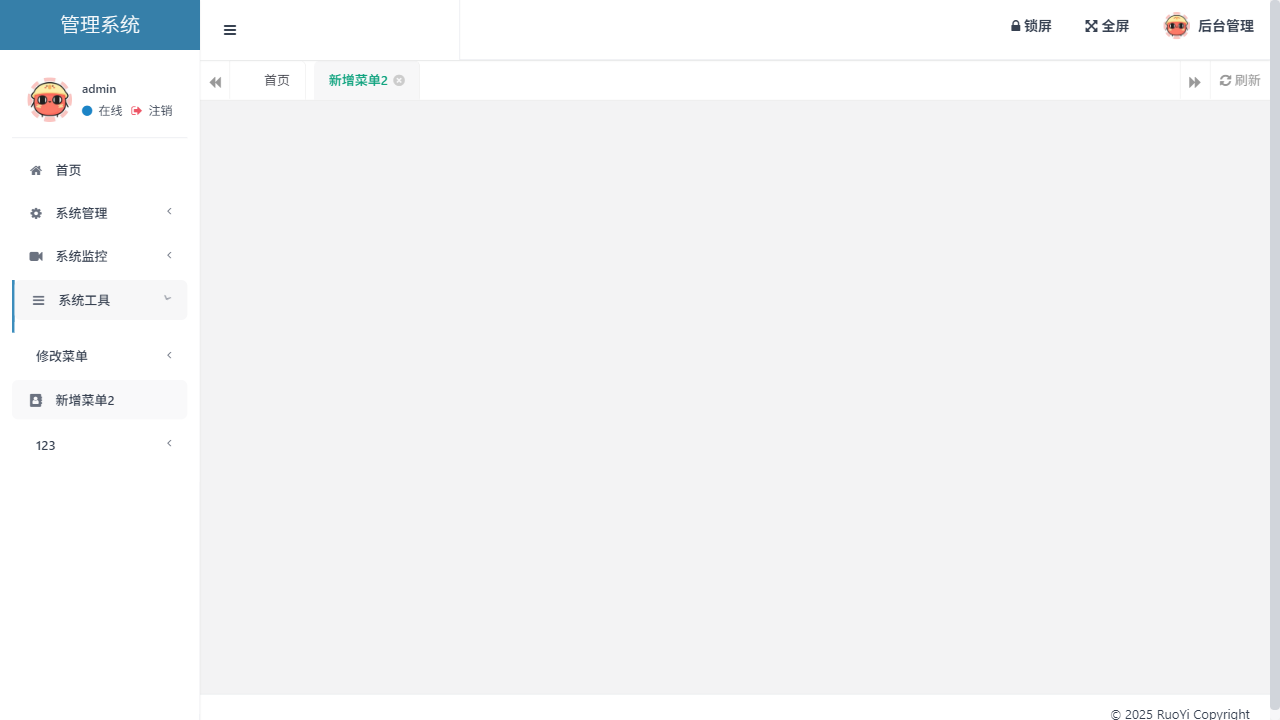 管理系统
锁屏
全屏
后台管理
首页
新增菜单2
刷新
admin
在线
注销
首页
系统管理
系统监控
系统工具
修改菜单
新增菜单2
123
© 2025 RuoYi Copyright